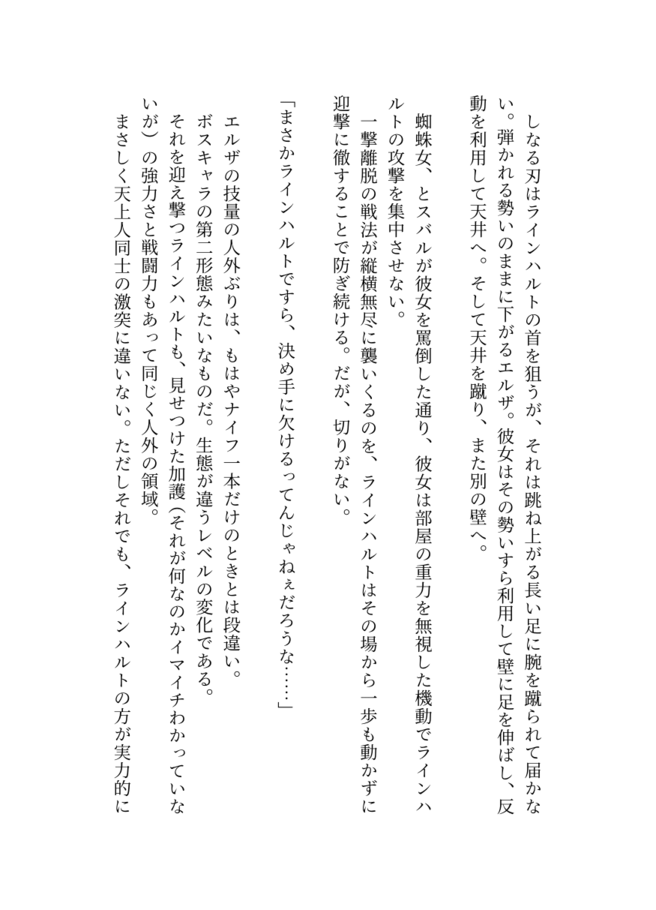 しなる刃はラインハルトの首を狙うが、それは跳ね上がる長い足に腕を蹴られて届かな
い。弾かれる勢いのままに下がるエルザ。彼女はその勢いすら利用して壁に足を伸ばし、反
動を利用して天井へ。そして天井を蹴り、また別の壁へ。
蜘蛛女、とスバルが彼女を罵倒した通り、彼女は部屋の重力を無視した機動でラインハ
ルトの攻撃を集中させない。
一撃離脱の戦法が縦横無尽に襲いくるのを、ラインハルトはその場から一歩も動かずに
迎撃に徹することで防ぎ続ける。だが、切りがない。
「まさかラインハルトですら、決め手に欠けるってんじゃねぇだろうな……」
エルザの技量の人外ぶりは、もはやナイフ一本だけのときとは段違い。
ボスキャラの第二形態みたいなものだ。生態が違うレベルの変化である。
それを迎え撃つラインハルトも、見せつけた加護（それが何なのかイマイチわかっていな
いが）の強力さと戦闘力もあって同じく人外の領域。
まさしく天上人同士の激突に違いない。ただしそれでも、ラインハルトの方が実力的に